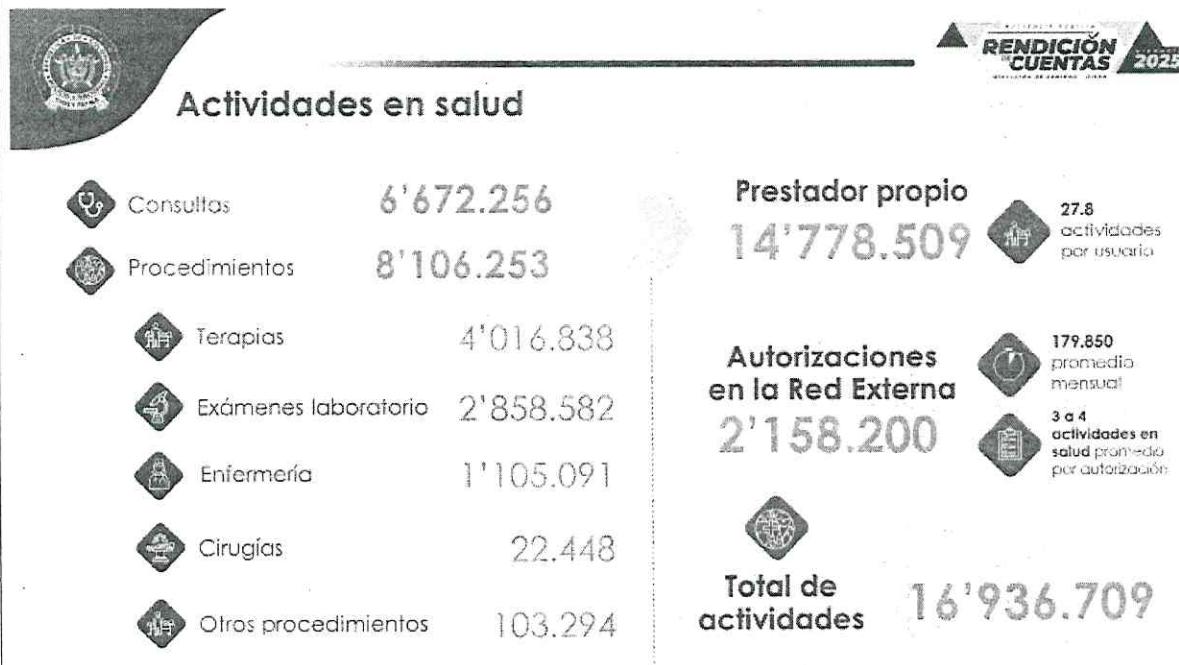 RENDICIÓN
DE CUENTAS
2025
Actividades en salud
Consultas 6'672.256
Procedimientos 8'106.253
Terapias 4'016.838
Exámenes laboratorio 2'858.582
Enfermería 1'105.091
Cirugías 22.448
Otros procedimientos 103.294
Prestador propio
14'778.509
27.8
actividades
por usuario
Autorizaciones
en la Red Externa
2'158.200
179.850
promedio
mensual
3 a 4
actividades en
salud promedio
por autorización
Total de
actividades
16'936.709